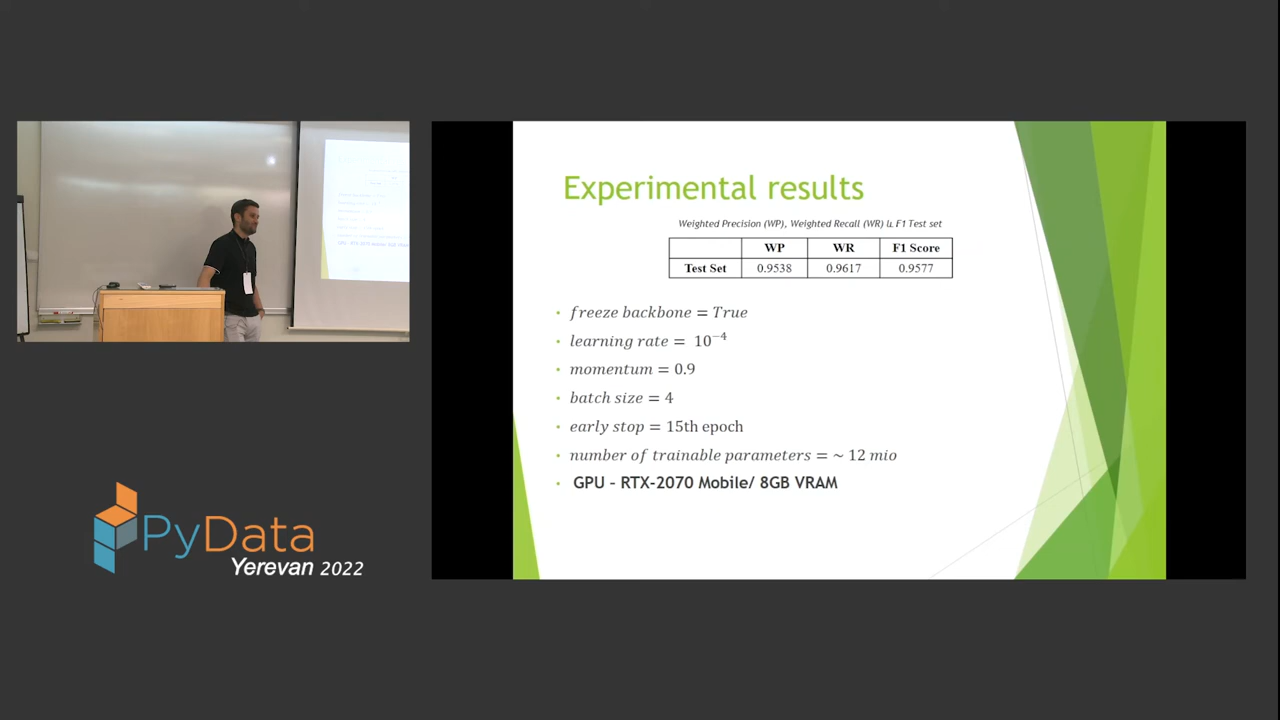 Experimental results
Weighted Precision (WP), Weighted Recall (WR) և F1 Test set
WP WR F1 Score
Test Set 0.9538 0.9617 0.9577
• freeze backbone = True
• learning rate = 10⁻⁴
• momentum = 0.9
• batch size = 4
• early stop = 15th epoch
• number of trainable parameters = ~ 12 mio
• GPU – RTX-2070 Mobile/ 8GB VRAM
PyData
Yerevan 2022